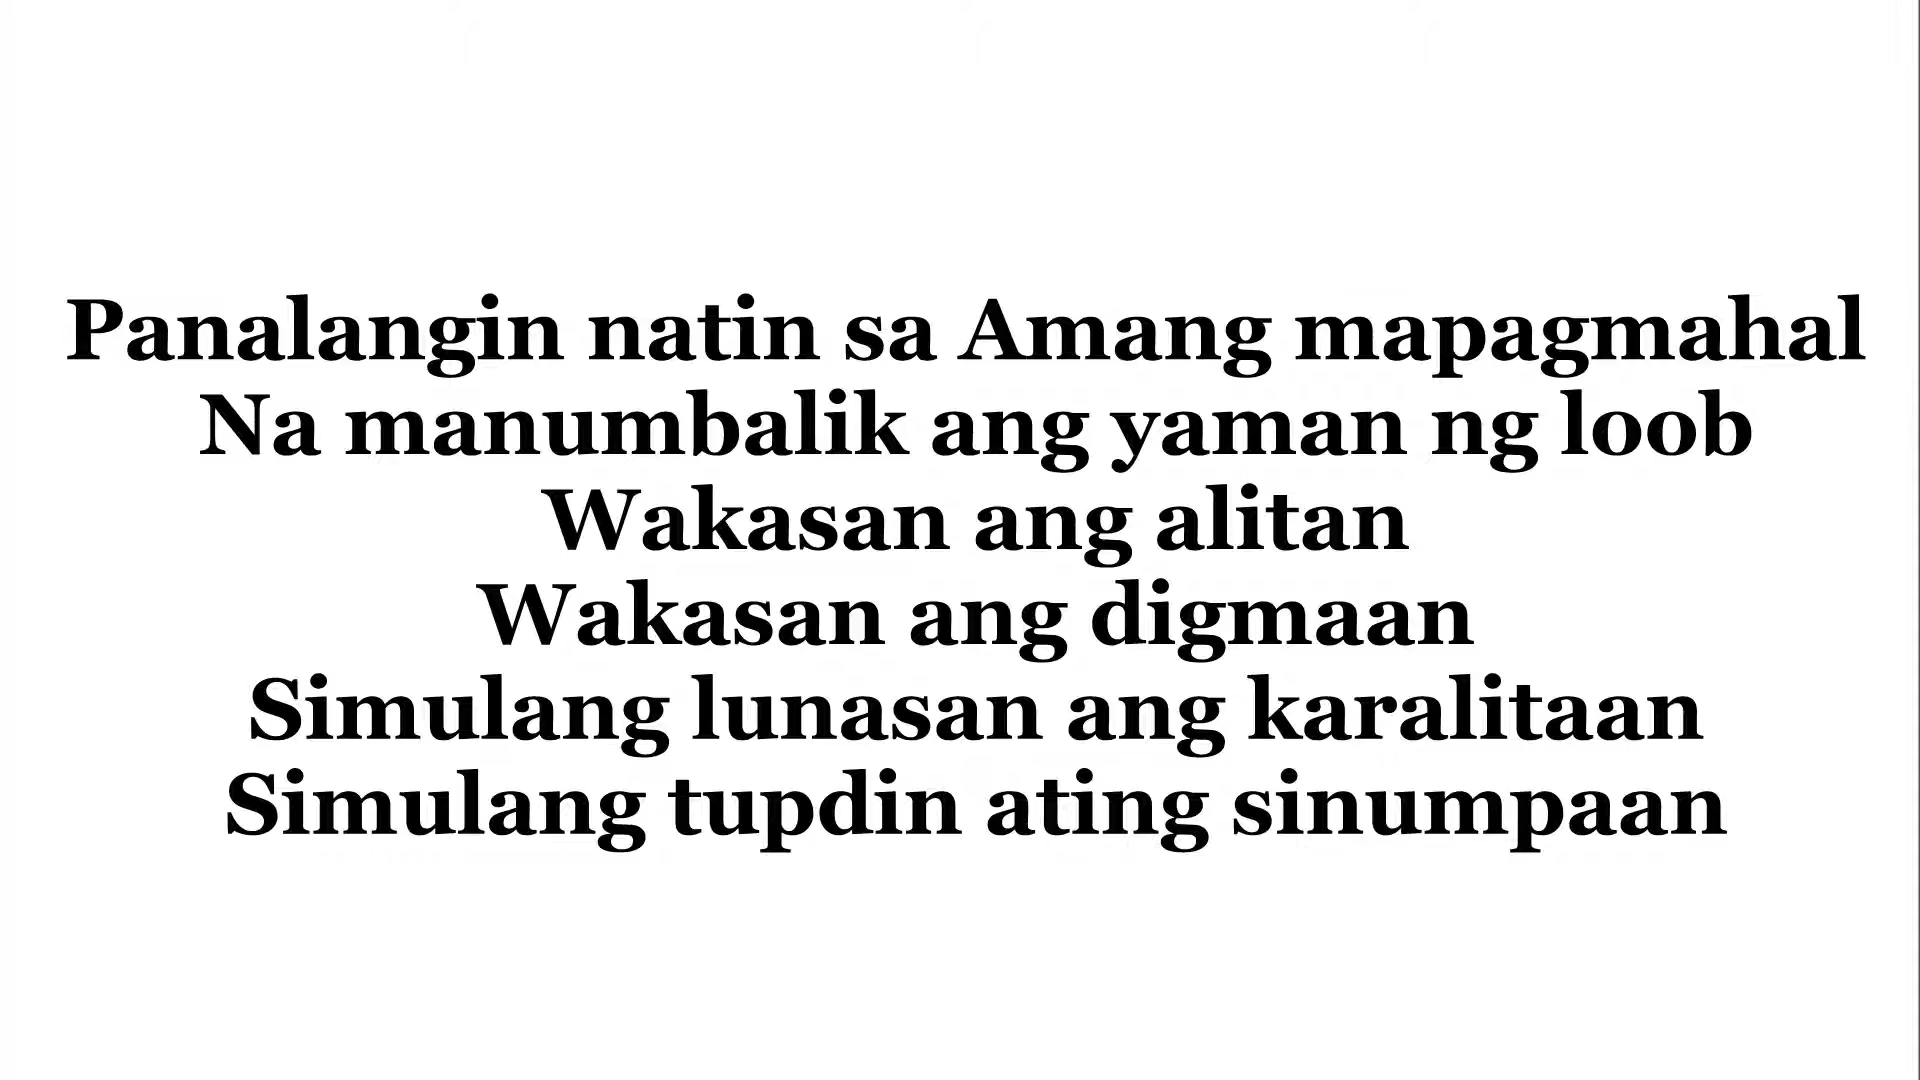 Panalangin natin sa Amang mapagmahal
Na manumbalik ang yaman ng loob
Wakasan ang alitan
Wakasan ang digmaan
Simulang lunasan ang karalitaan
Simulang tupdin ating sinumpaan